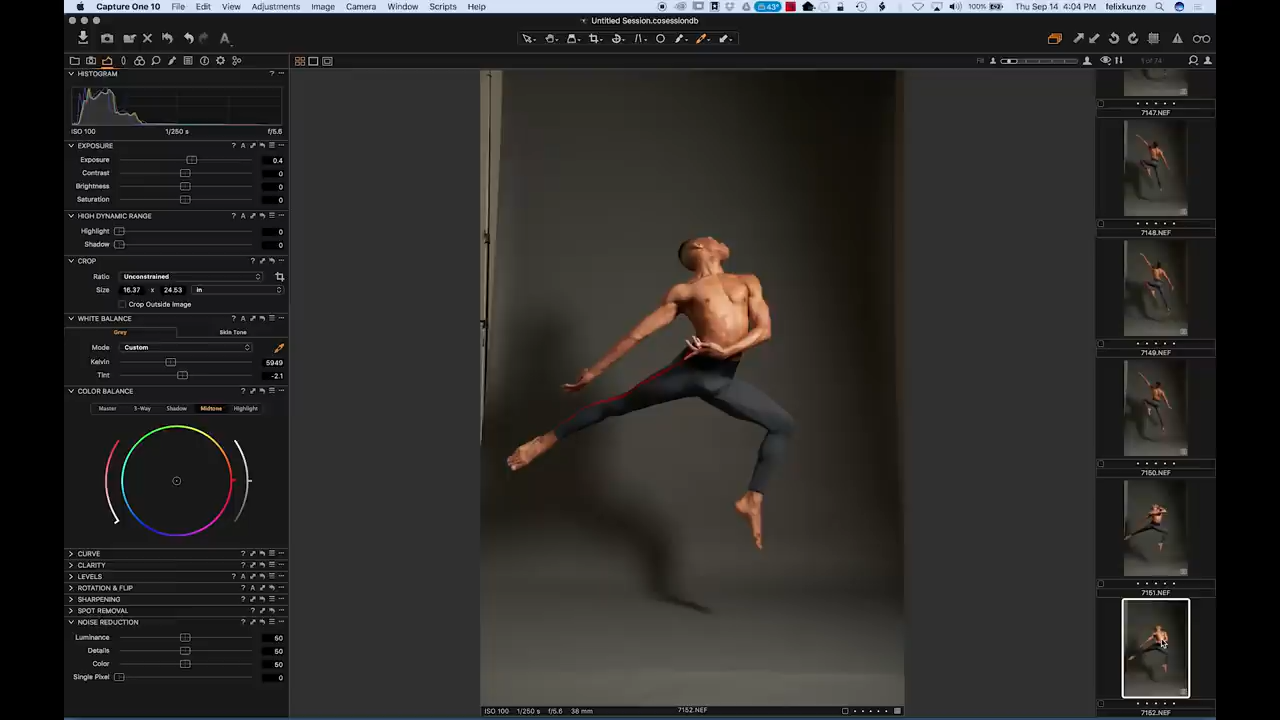 Capture One 10 File Edit View Adjustments Image Camera Window Scripts Help 43° 100% Thu Sep 14 4:04 PM felixkunze
Untitled Session.cosessiondb
Fit 1 of 74
HISTOGRAM ?
ISO 100 1/250 s f/5.6
EXPOSURE ? A
Exposure 0.4
Contrast 0
Brightness 0
Saturation 0
HIGH DYNAMIC RANGE ? A
Highlight 0
Shadow 0
CROP ?
Ratio Unconstrained
Size 16.37 x 24.53 in
Crop Outside Image
WHITE BALANCE ? A
Grey Skin Tone
Mode Custom
Kelvin 5949
Tint -2.1
COLOR BALANCE ? A
Master 3-Way Shadow Midtone Highlight
CURVE ?
CLARITY ?
LEVELS ? A
ROTATION & FLIP ? A
SHARPENING ?
SPOT REMOVAL ?
NOISE REDUCTION ?
Luminance 50
Details 50
Color 50
Single Pixel 0
ISO 100 1/250 s f/5.6 38 mm 7152.NEF
7147.NEF
7148.NEF
7149.NEF
7150.NEF
7151.NEF
7152.NEF